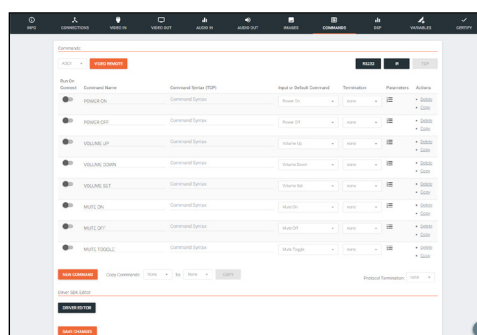 INFO CONNECTIONS VIDEO IN VIDEO OUT AUDIO IN AUDIO OUT IMAGES COMMANDS DSP VARIABLES CERTIFY
Commands
ASCII VIDEO REMOTE RS232 IR TCP
Run On Connect Command Name Command Syntax (TCP) Input or Default Command Termination Parameters Actions
POWER ON Command Syntax Power On none Delete
Copy
POWER OFF Command Syntax Power Off none Delete
Copy
VOLUME UP Command Syntax Volume Up none Delete
Copy
VOLUME DOWN Command Syntax Volume Down none Delete
Copy
VOLUME SET Command Syntax Volume Set none Delete
Copy
MUTE ON Command Syntax Mute On none Delete
Copy
MUTE OFF Command Syntax Mute Off none Delete
Copy
MUTE TOGGLE Command Syntax Mute Toggle none Delete
Copy
NEW COMMAND Copy Commands: None to None COPY Protocol Termination: none
Driver SDK Editor
DRIVER EDITOR
SAVE CHANGES